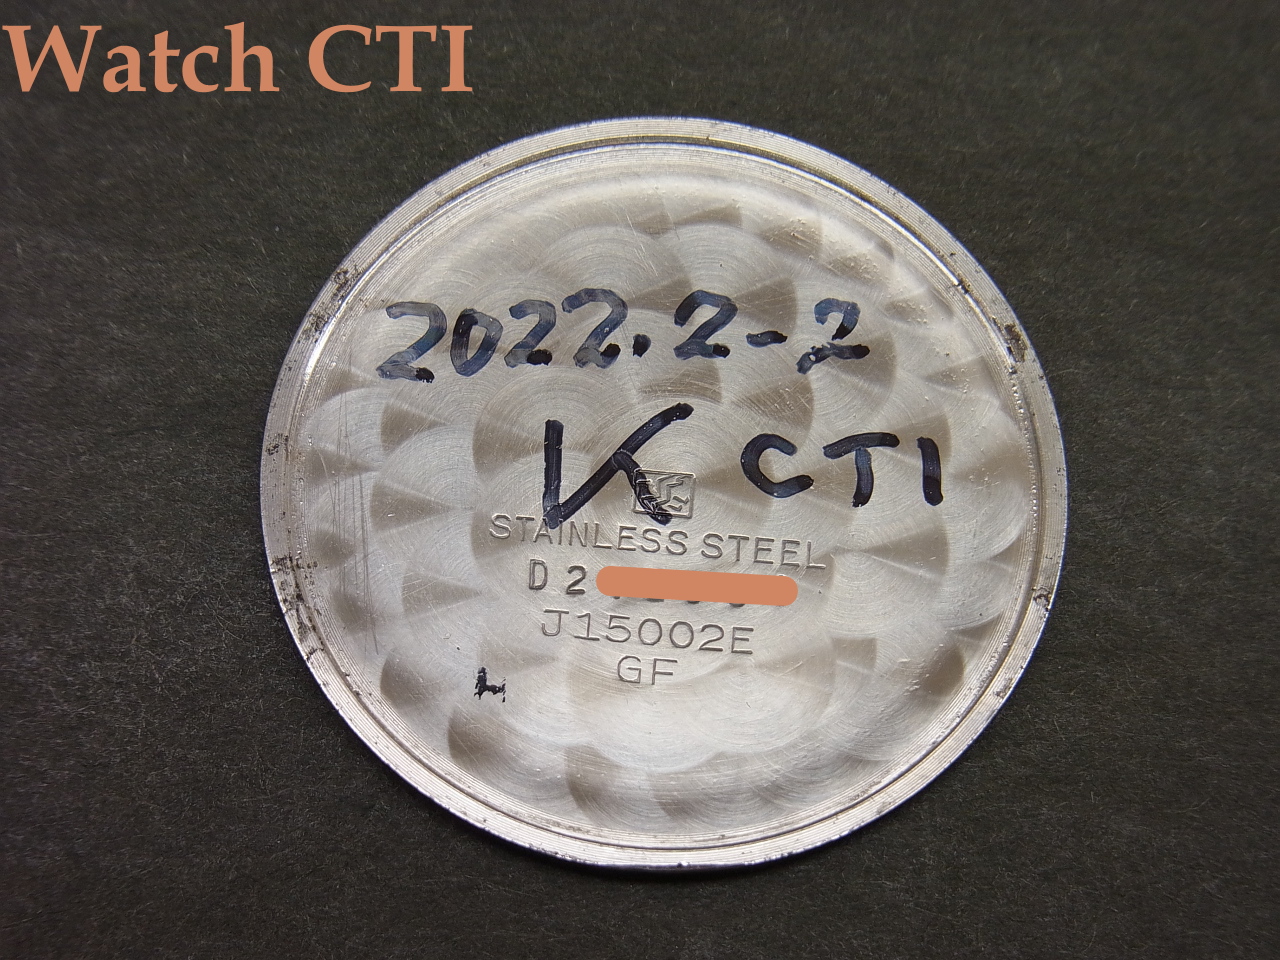 Watch CTI
2022.2-2
K CTI
STAINLESS STEEL
D2
J15002E
GF
L